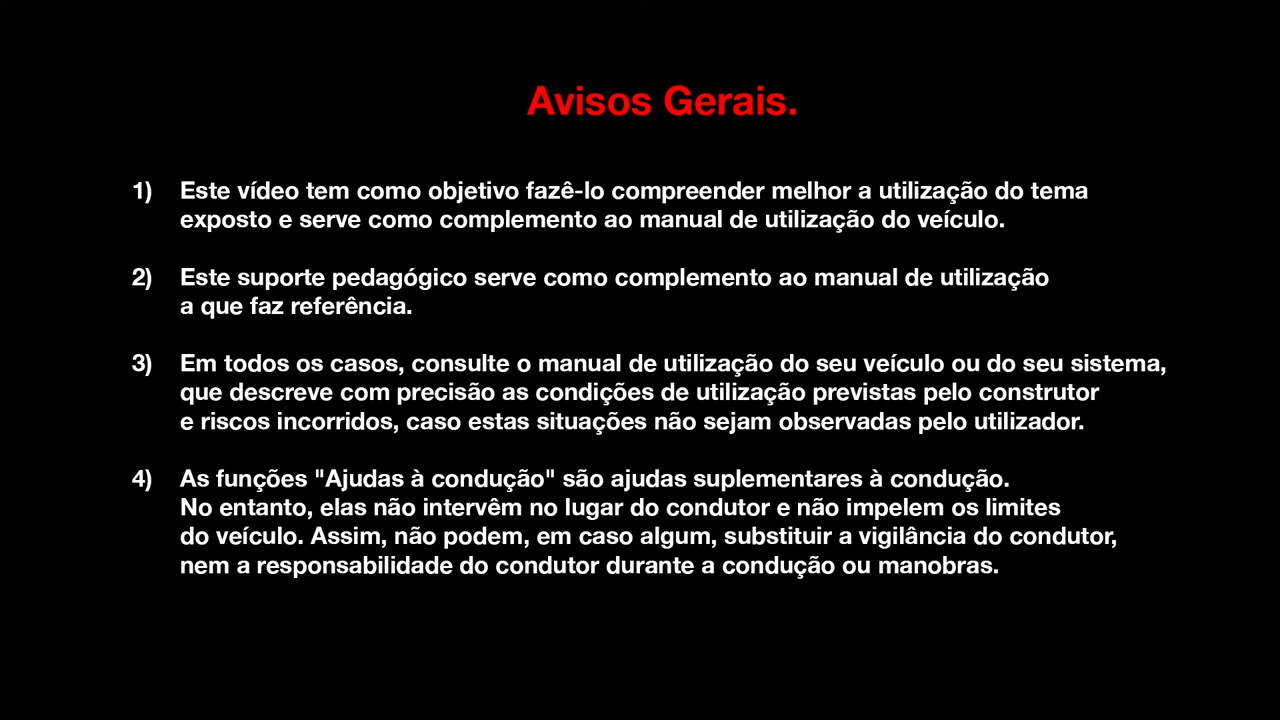 Avisos Gerais.
1) Este vídeo tem como objetivo fazê-lo compreender melhor a utilização do tema
exposto e serve como complemento ao manual de utilização do veículo.
2) Este suporte pedagógico serve como complemento ao manual de utilização
a que faz referência.
3) Em todos os casos, consulte o manual de utilização do seu veículo ou do seu sistema,
que descreve com precisão as condições de utilização previstas pelo construtor
e riscos incorridos, caso estas situações não sejam observadas pelo utilizador.
4) As funções "Ajudas à condução" são ajudas suplementares à condução.
No entanto, elas não intervêm no lugar do condutor e não impelem os limites
do veículo. Assim, não podem, em caso algum, substituir a vigilância do condutor,
nem a responsabilidade do condutor durante a condução ou manobras.